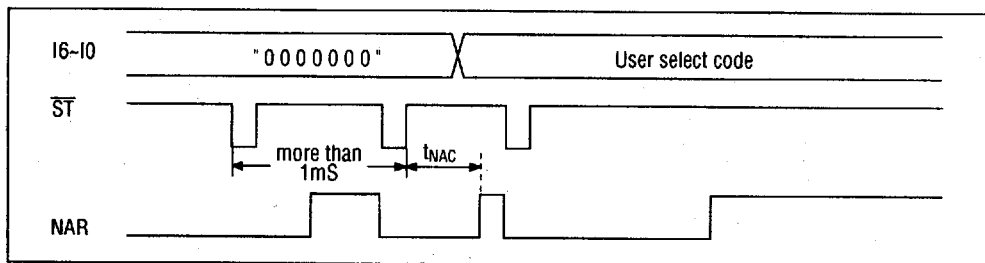 I6~I0 "0000000" User select code
ST
more than tNAC
1mS
NAR